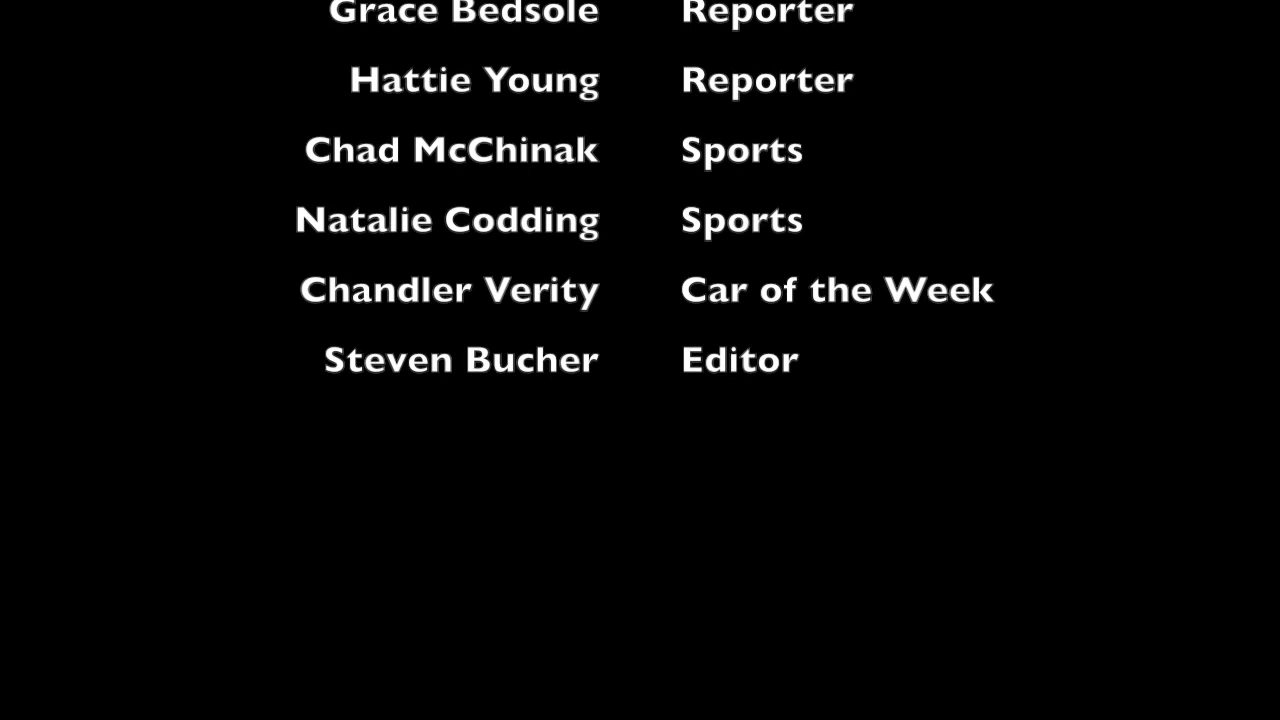 Grace Bedsole Reporter
Hattie Young Reporter
Chad McChinak Sports
Natalie Codding Sports
Chandler Verity Car of the Week
Steven Bucher Editor